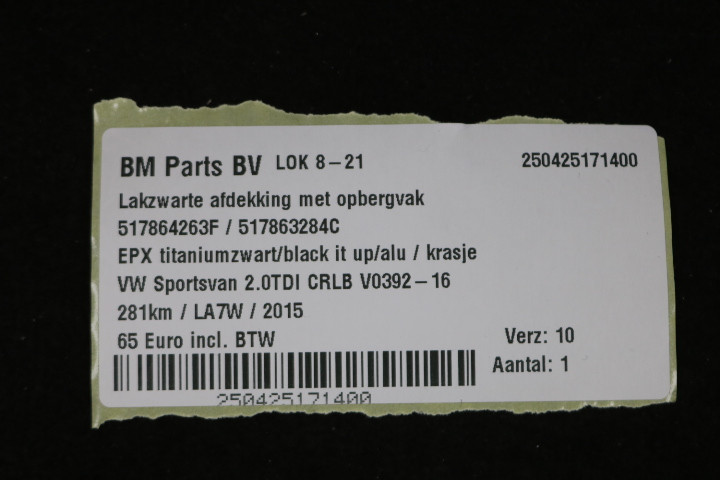 BM Parts BV LOK 8-21 250425171400
Lakzwarte afdekking met opbergvak
517864263F / 517863284C
EPX titaniumzwart/black it up/alu / krasje
VW Sportsvan 2.0TDI CRLB V0392-16
281km / LA7W / 2015
65 Euro incl. BTW Verz: 10
Aantal: 1
250425171400